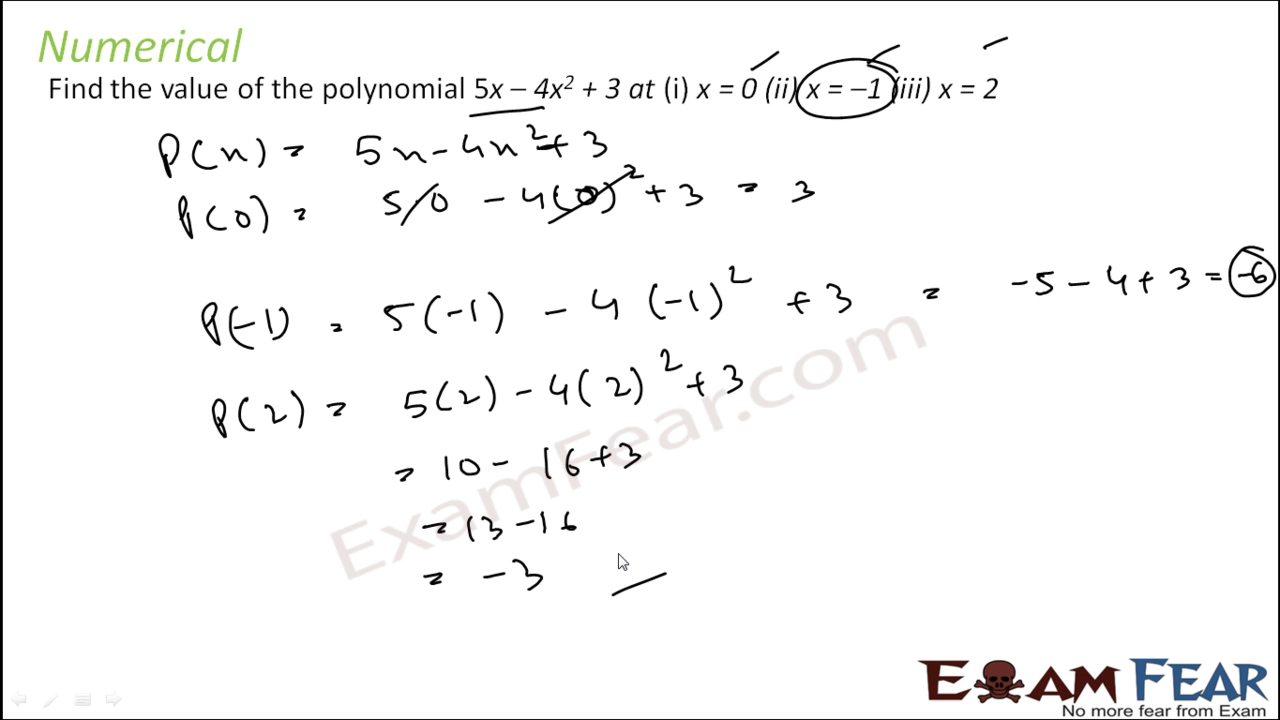 Numerical
Find the value of the polynomial 5x – 4x² + 3 at (i) x = 0 (ii) x = –1 (iii) x = 2
P(x) = 5x - 4x² + 3
P(0) = 5/0 - 4(0)² + 3 = 3
P(-1) = 5(-1) - 4(-1)² + 3 = -5 - 4 + 3 = -6
P(2) = 5(2) - 4(2)² + 3
= 10 - 16 + 3
= 13 - 16
= -3
ExamFear.com
EXAM FEAR
No more fear from Exam